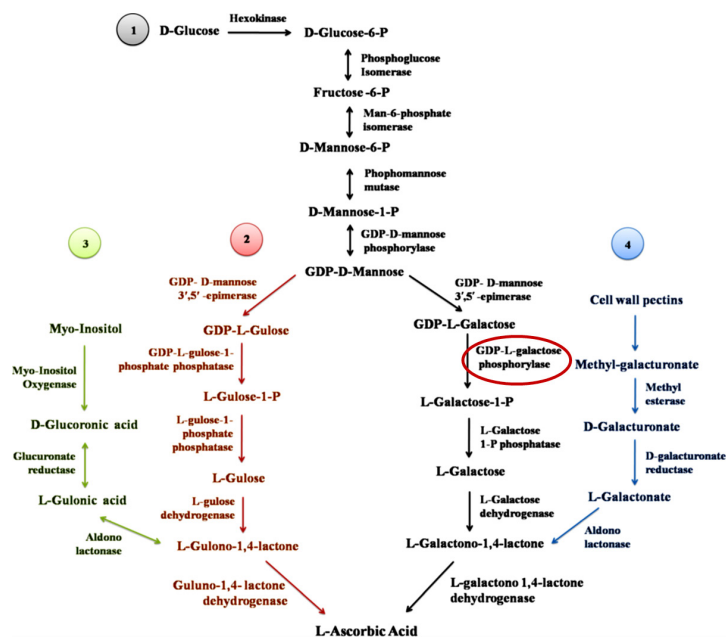 1
D-Glucose
Hexokinase
D-Glucose-6-P
Phosphoglucose
Isomerase
Fructose -6-P
Man-6-phosphate
isomerase
D-Mannose-6-P
Phophomannose
mutase
D-Mannose-1-P
GDP-D-mannose
phosphorylase
GDP-D-Mannose
3
Myo-Inositol
Myo-Inositol
Oxygenase
D-Glucoronic acid
Glucuronate
reductase
L-Gulonic acid
Aldono
lactonase
2
GDP- D-mannose
3′,5′ -epimerase
GDP-L-Gulose
GDP-L-gulose-1-
phosphate phosphatase
L-Gulose-1-P
L-gulose-1-
phosphate
phosphatase
L-Gulose
L-gulose
dehydrogenase
L-Gulono-1,4-lactone
Guluno-1,4- lactone
dehydrogenase
GDP- D-mannose
3′,5′ -epimerase
GDP-L-Galactose
GDP-L-galactose
phosphorylase
L-Galactose-1-P
L-Galactose
1-P phosphatase
L-Galactose
L-Galactose
dehydrogenase
L-Galactono-1,4-lactone
L-galactono 1,4-lactone
dehydrogenase
4
Cell wall pectins
Methyl-galacturonate
Methyl
esterase
D-Galacturonate
D-galacturonate
reductase
L-Galactonate
Aldono
lactonase
L-Ascorbic Acid